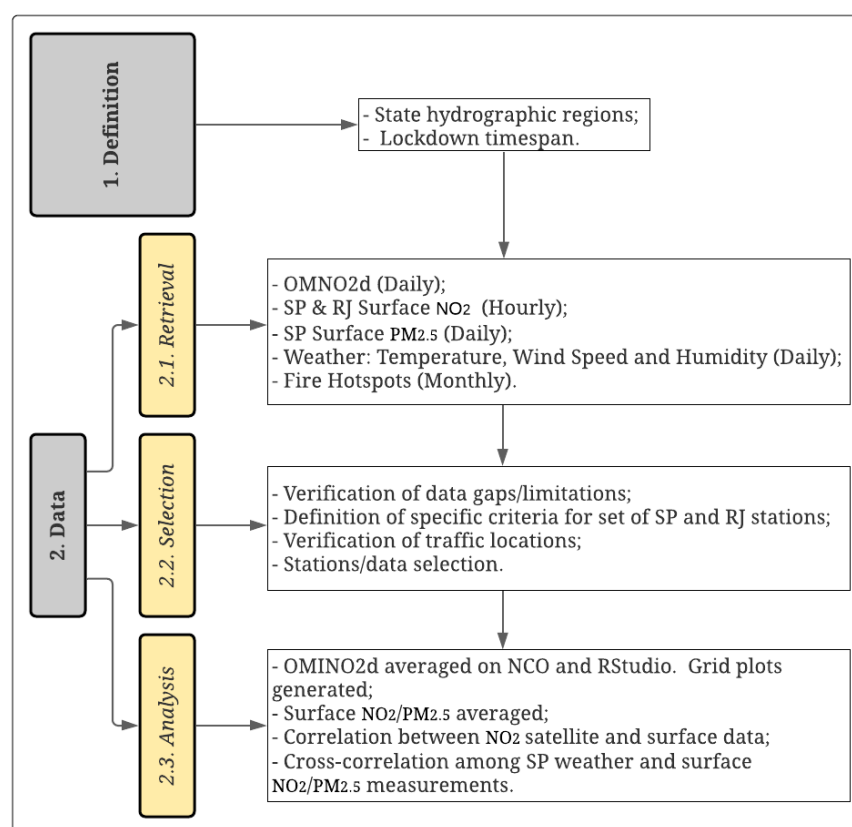 1. Definition
- State hydrographic regions;
- Lockdown timespan.
2. Data
2.1. Retrieval
- OMNO2d (Daily);
- SP & RJ Surface NO2 (Hourly);
- SP Surface PM2.5 (Daily);
- Weather: Temperature, Wind Speed and Humidity (Daily);
- Fire Hotspots (Monthly).
2.2. Selection
- Verification of data gaps/limitations;
- Definition of specific criteria for set of SP and RJ stations;
- Verification of traffic locations;
- Stations/data selection.
2.3. Analysis
- OMINO2d averaged on NCO and RStudio. Grid plots
generated;
- Surface NO2/PM2.5 averaged;
- Correlation between NO2 satellite and surface data;
- Cross-correlation among SP weather and surface
NO2/PM2.5 measurements.